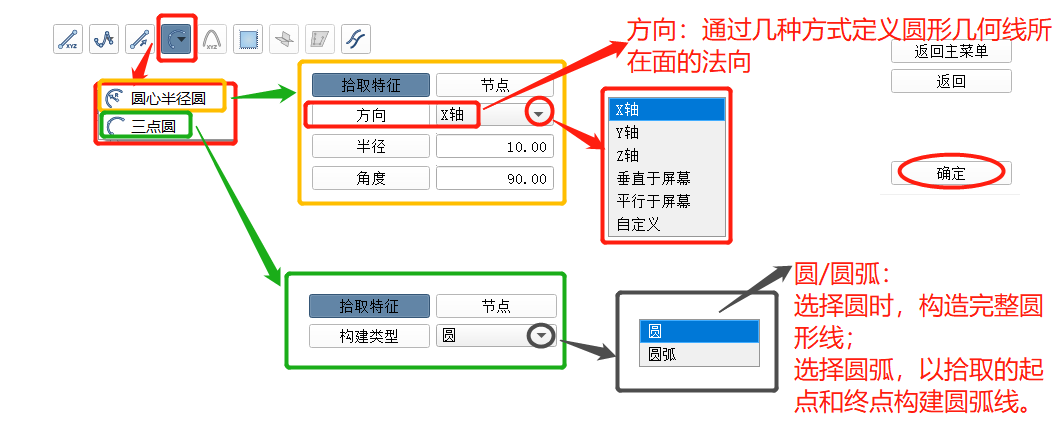 方向：通过几种方式定义圆形几何线所
在面的法向
XYZ
XYZ
返回主菜单
返回
确定
圆心半径圆
三点圆
拾取特征
节点
方向
X轴
半径
10.00
角度
90.00
X轴
Y轴
Z轴
垂直于屏幕
平行于屏幕
自定义
拾取特征
节点
构建类型
圆
圆
圆弧
圆/圆弧：
选择圆时，构造完整圆
形线；
选择圆弧，以拾取的起
点和终点构建圆弧线。